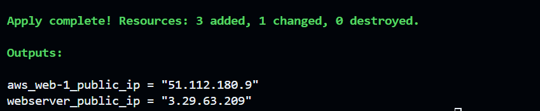 Apply complete! Resources: 3 added, 1 changed, 0 destroyed.
Outputs:
aws_web-1_public_ip = "51.112.180.9"
webserver_public_ip = "3.29.63.209"